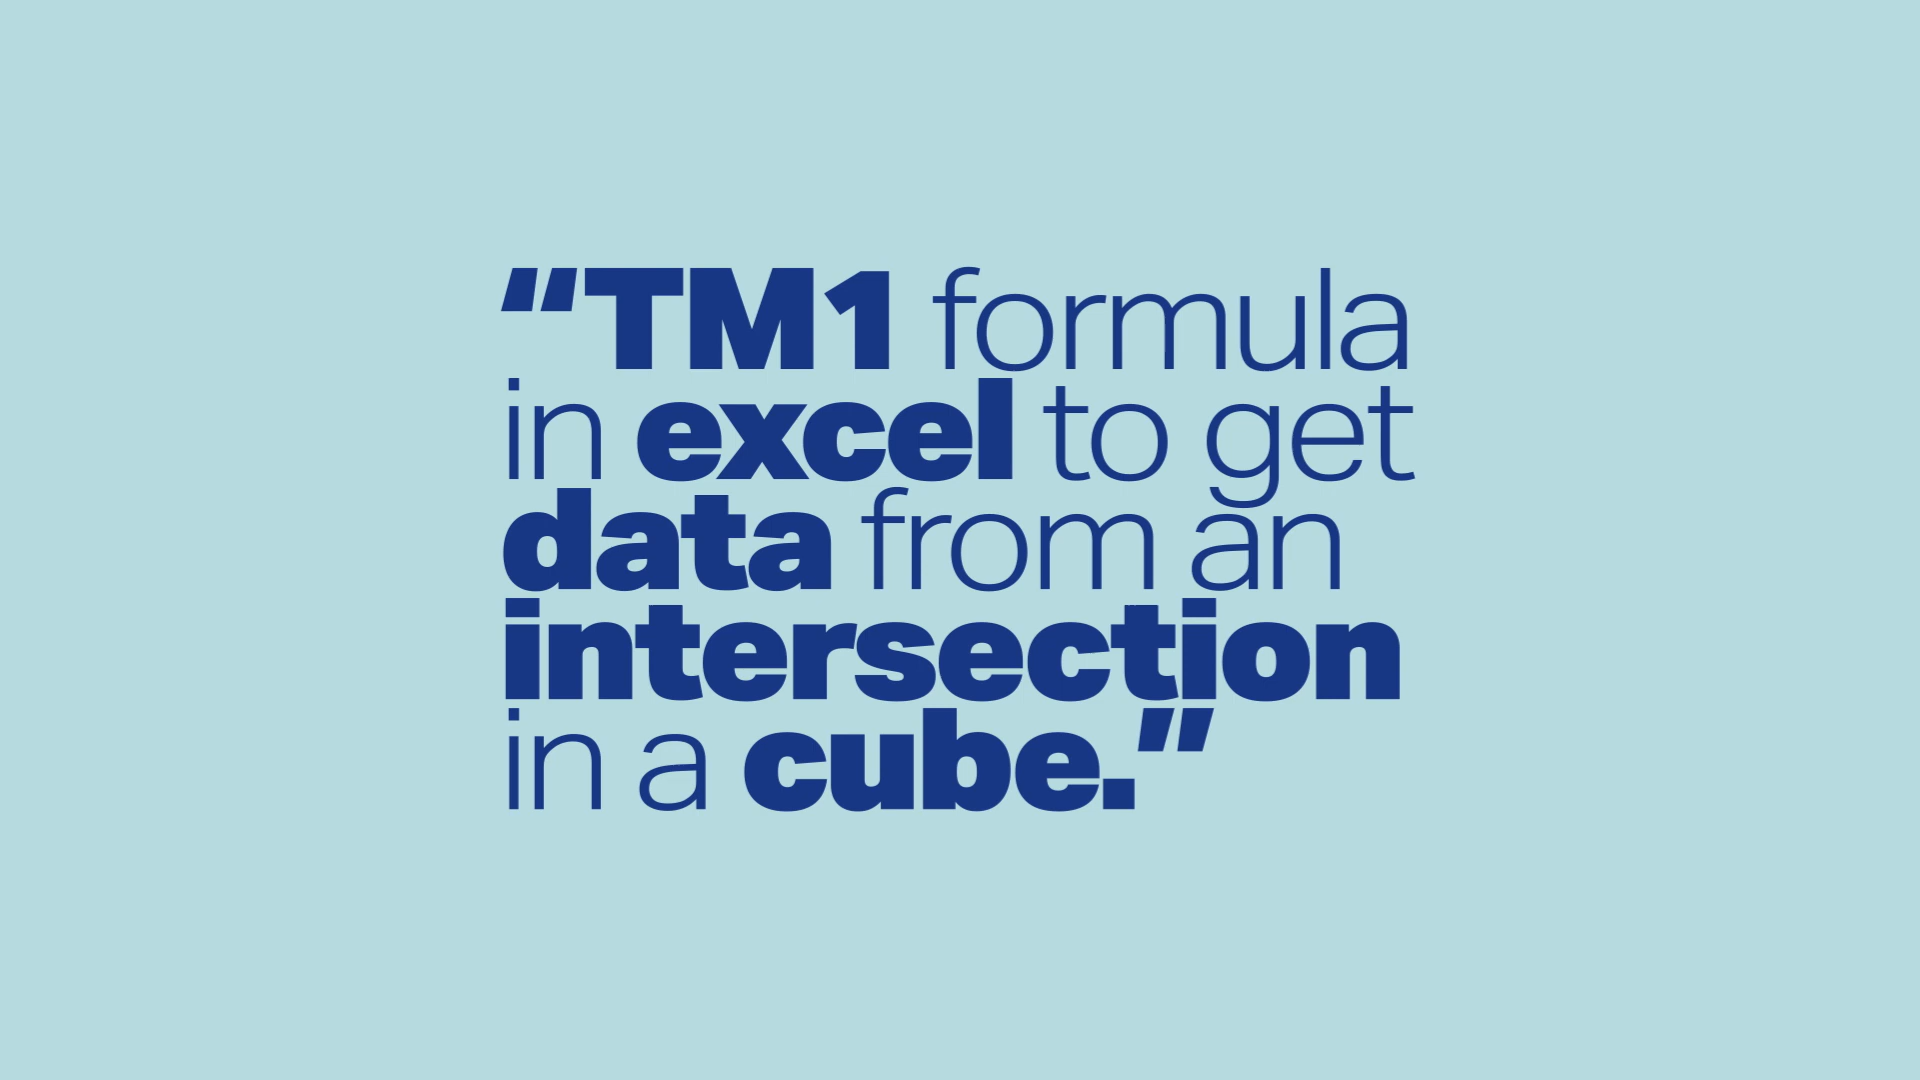 “TM1 formula
in excel to get
data from an
intersection
in a cube.”